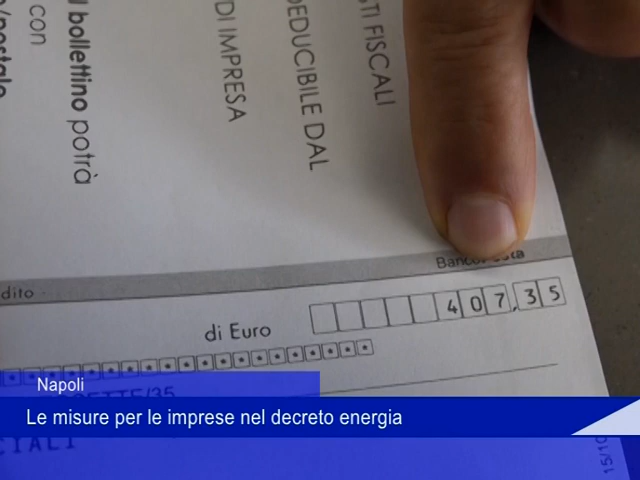 l bollettino potrà
con
DI IMPRESA
DEDUCIBILE DAL
TI FISCALI
dito
di Euro
407,35
Napoli
Le misure per le imprese nel decreto energia